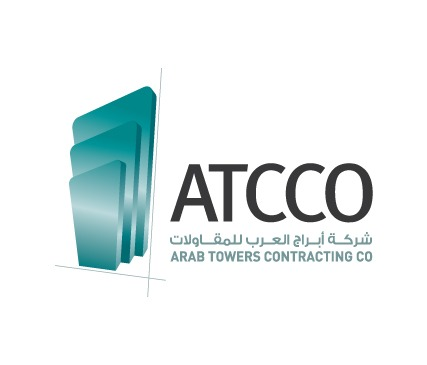 ATCCO
شركة أبراج العرب للمقاولات
ARAB TOWERS CONTRACTING CO